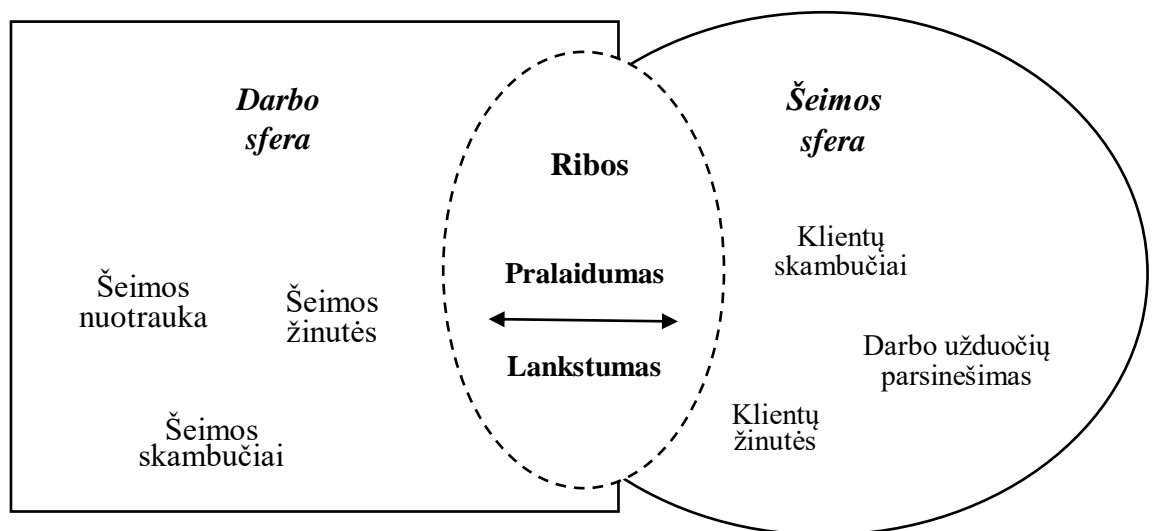 Darbo
sfera
Šeimos
nuotrauka
Šeimos
žinutės
Šeimos
skambučiai
Ribos
Pralaidumas
Lankstumas
Šeimos
sfera
Klientų
skambučiai
Darbo užduočių
parsinešimas
Klientų
žinutės